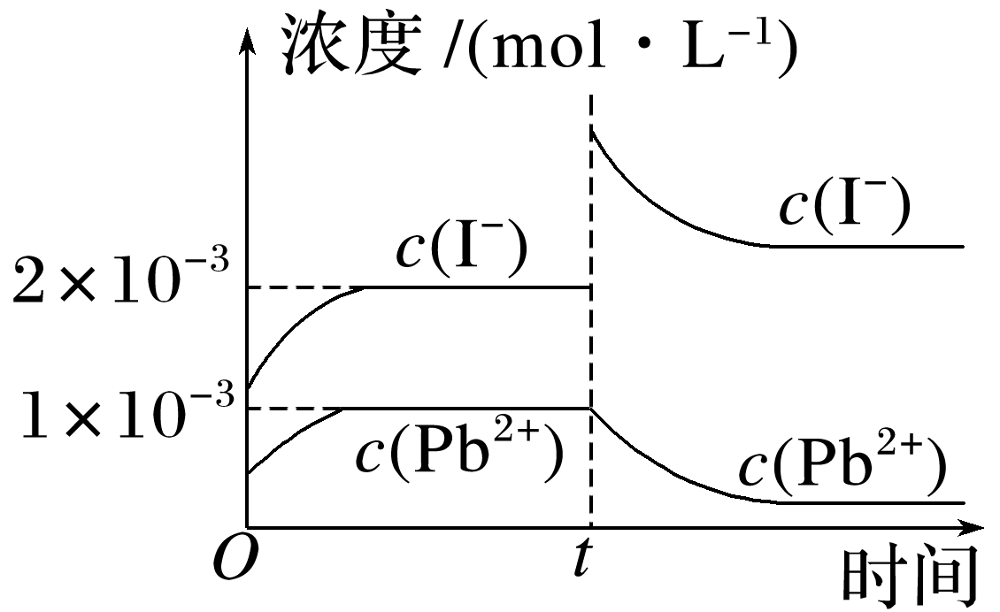 浓度 /(mol · L⁻¹)
c(I⁻)
c(I⁻)
2×10⁻³
1×10⁻³
c(Pb²⁺)
c(Pb²⁺)
O
t
时间